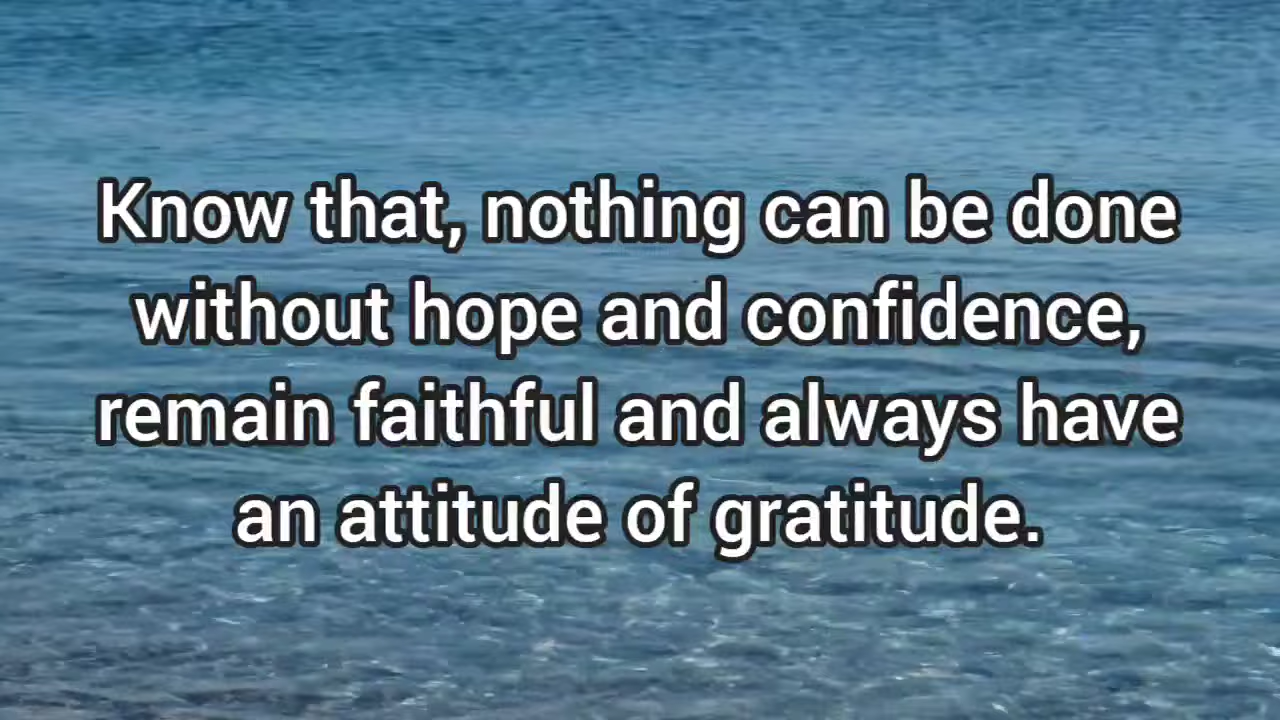 Know that, nothing can be done
without hope and confidence,
remain faithful and always have
an attitude of gratitude.